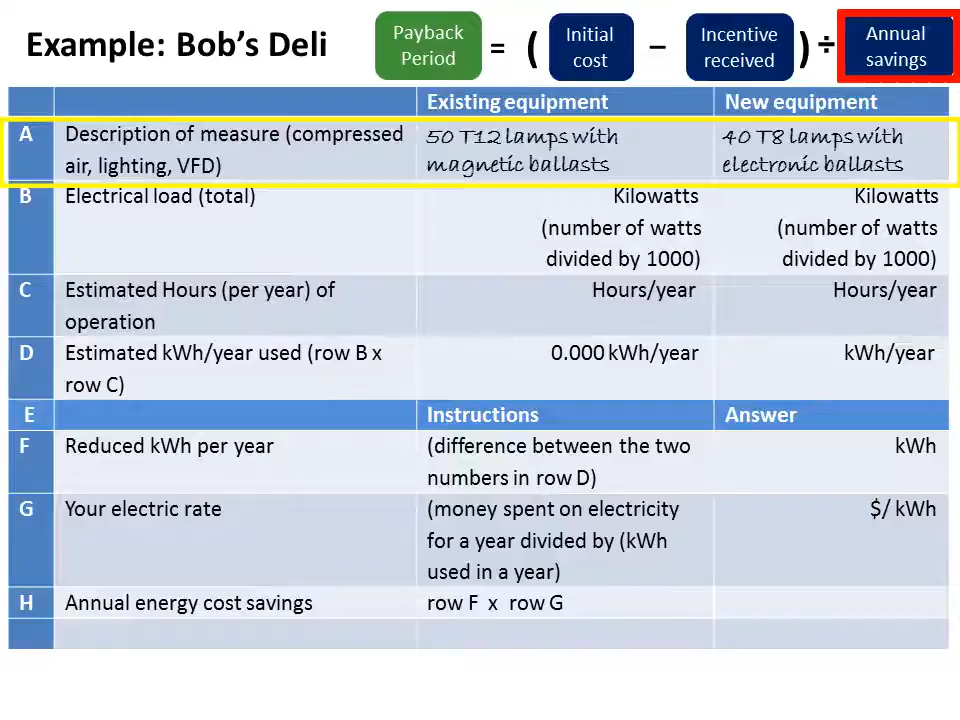 Example: Bob's Deli
Payback
Period
=
(
Initial
cost
−
Incentive
received
)
÷
Annual
savings
Existing equipment
New equipment
A
Description of measure (compressed
air, lighting, VFD)
50 T12 lamps with
magnetic ballasts
40 T8 lamps with
electronic ballasts
B
Electrical load (total)
Kilowatts
(number of watts
divided by 1000)
Kilowatts
(number of watts
divided by 1000)
C
Estimated Hours (per year) of
operation
Hours/year
Hours/year
D
Estimated kWh/year used (row B x
row C)
0.000 kWh/year
kWh/year
E
Instructions
Answer
F
Reduced kWh per year
(difference between the two
numbers in row D)
kWh
G
Your electric rate
(money spent on electricity
for a year divided by (kWh
used in a year)
$/ kWh
H
Annual energy cost savings
row F x row G